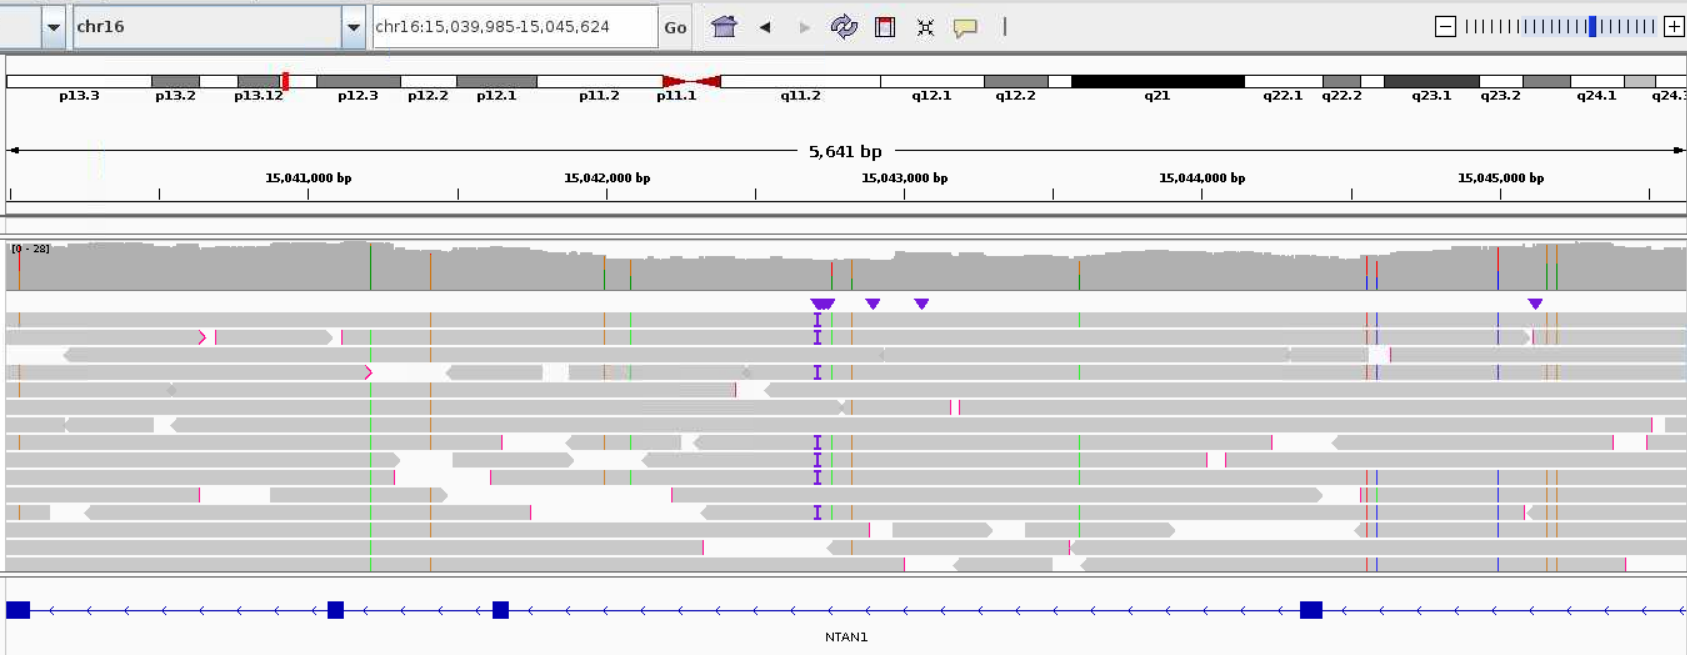 chr16 chr16:15,039,985-15,045,624 Go
p13.3 p13.2 p13.12 p12.3 p12.2 p12.1 p11.2 p11.1 q11.2 q12.1 q12.2 q21 q22.1 q22.2 q23.1 q23.2 q24.1 q24.3
5,641 bp
15,041,000 bp 15,042,000 bp 15,043,000 bp 15,044,000 bp 15,045,000 bp
[0 - 28]
NTAN1